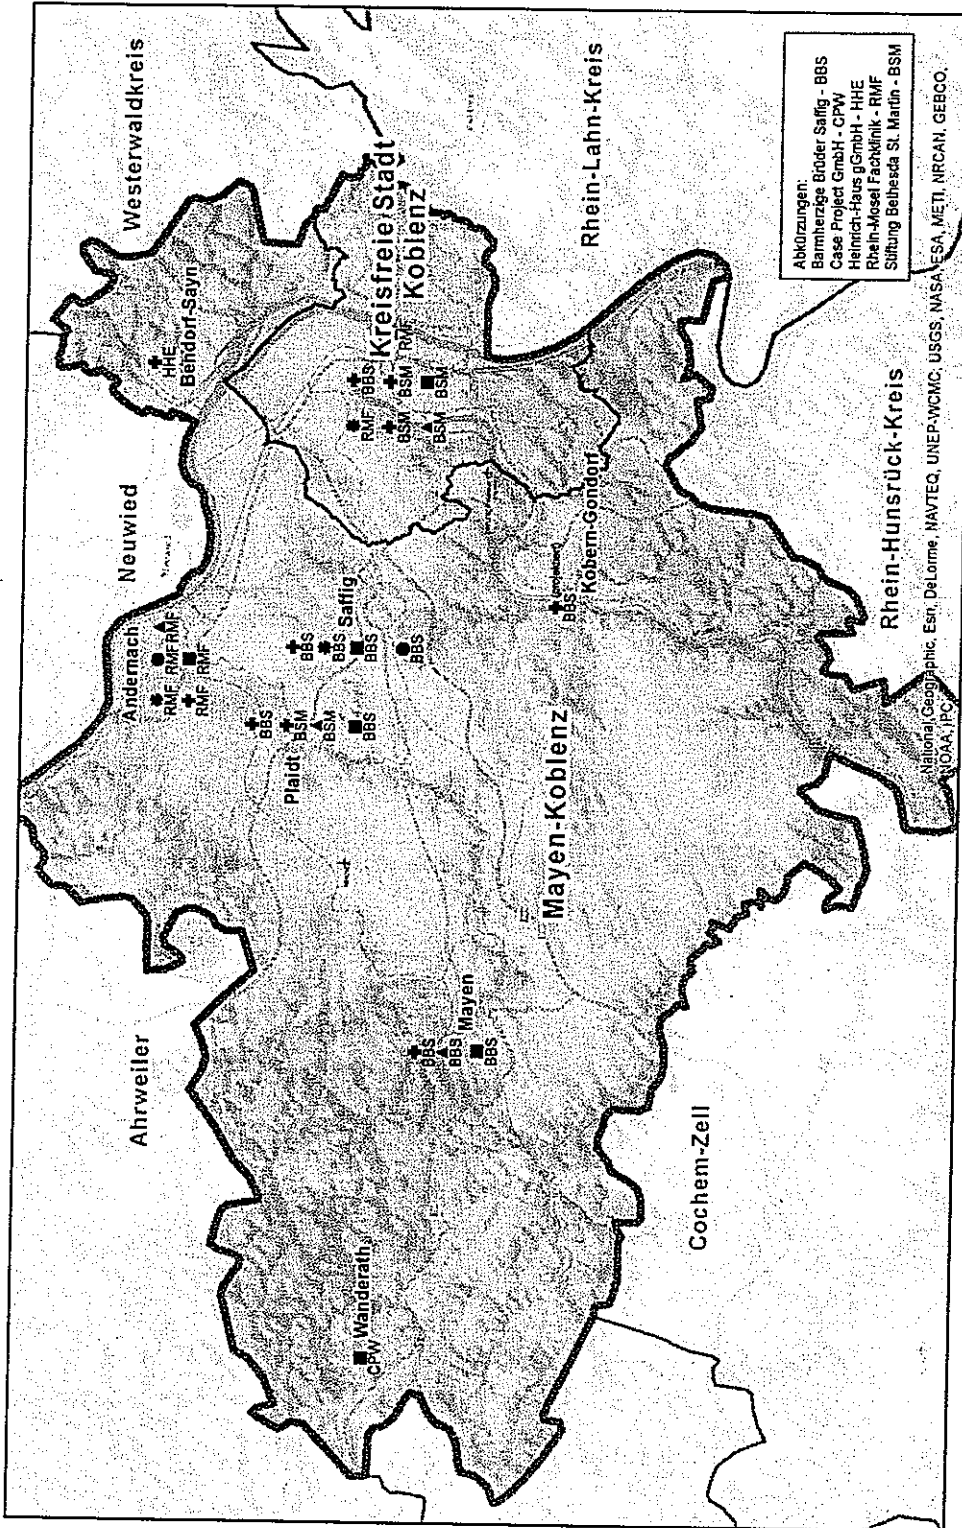 Westerwaldkreis
Neuwied
Ahrweiler
HHE
Bendorf-Sayn
Andernach
RMF
RMF
RMF
RMF
RMF
Kreisfreie Stadt
Koblenz
BBS
BSM
RMF
BSM
RMF
BSM
BSM
BBS
BBS
Saffig
BBS
BBS
BBS
BSM
Plaidt
BSM
BBS
Kobern-Gondorf
BBS
Mayen-Koblenz
BBS
BBS
Mayen
BBS
Wanderath
CPW
Cochem-Zell
Rhein-Lahn-Kreis
Rhein-Hunsrück-Kreis
Abkürzungen:
Barmherzige Brüder Saffig - BBS
Case Project GmbH - CPW
Heinrich-Haus gGmbH - HHE
Rhein-Mosel Fachklinik - RMF
Stiftung Bethesda St. Martin - BSM
National Geographic, Esri, DeLorme, NAVTEQ, UNEP-WCMC, USGS, NASA, ESA, METI, NRCAN, GEBCO,
NOAA, IPC